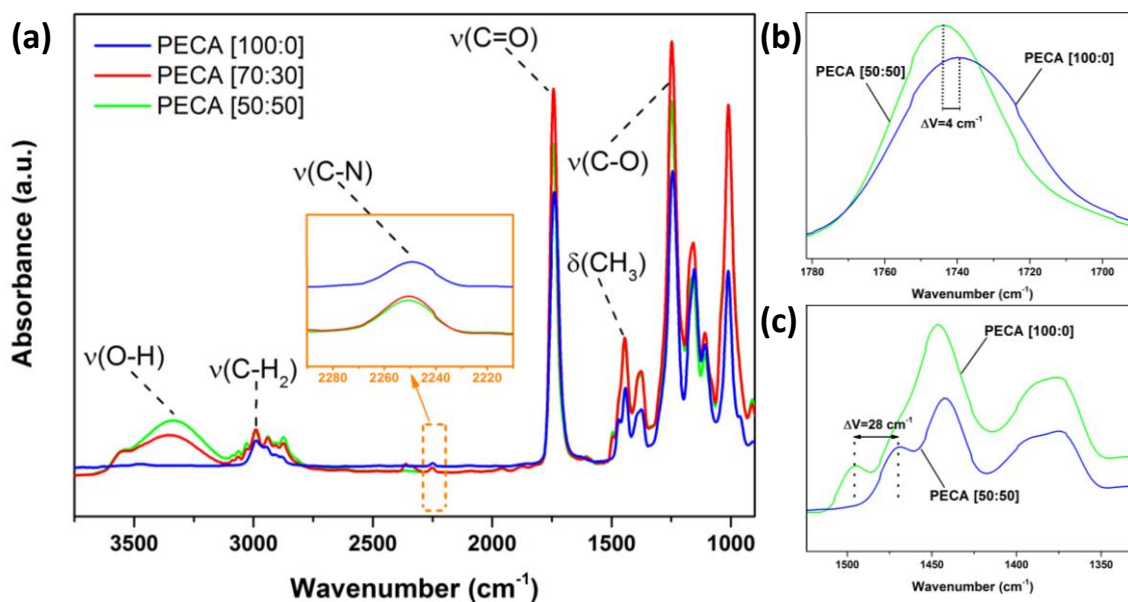 (a)
PECA [100:0]
PECA [70:30]
PECA [50:50]
ν(C=O)
ν(C-O)
ν(C-N)
δ(CH₃)
ν(O-H)
ν(C-H₂)
2280 2260 2240 2220
Absorbance (a.u.)
3500 3000 2500 2000 1500 1000
Wavenumber (cm⁻¹)
(b)
PECA [50:50]
PECA [100:0]
ΔV=4 cm⁻¹
1780 1760 1740 1720 1700
Wavenumber (cm⁻¹)
(c)
PECA [100:0]
ΔV=28 cm⁻¹
PECA [50:50]
1500 1450 1400 1350
Wavenumber (cm⁻¹)